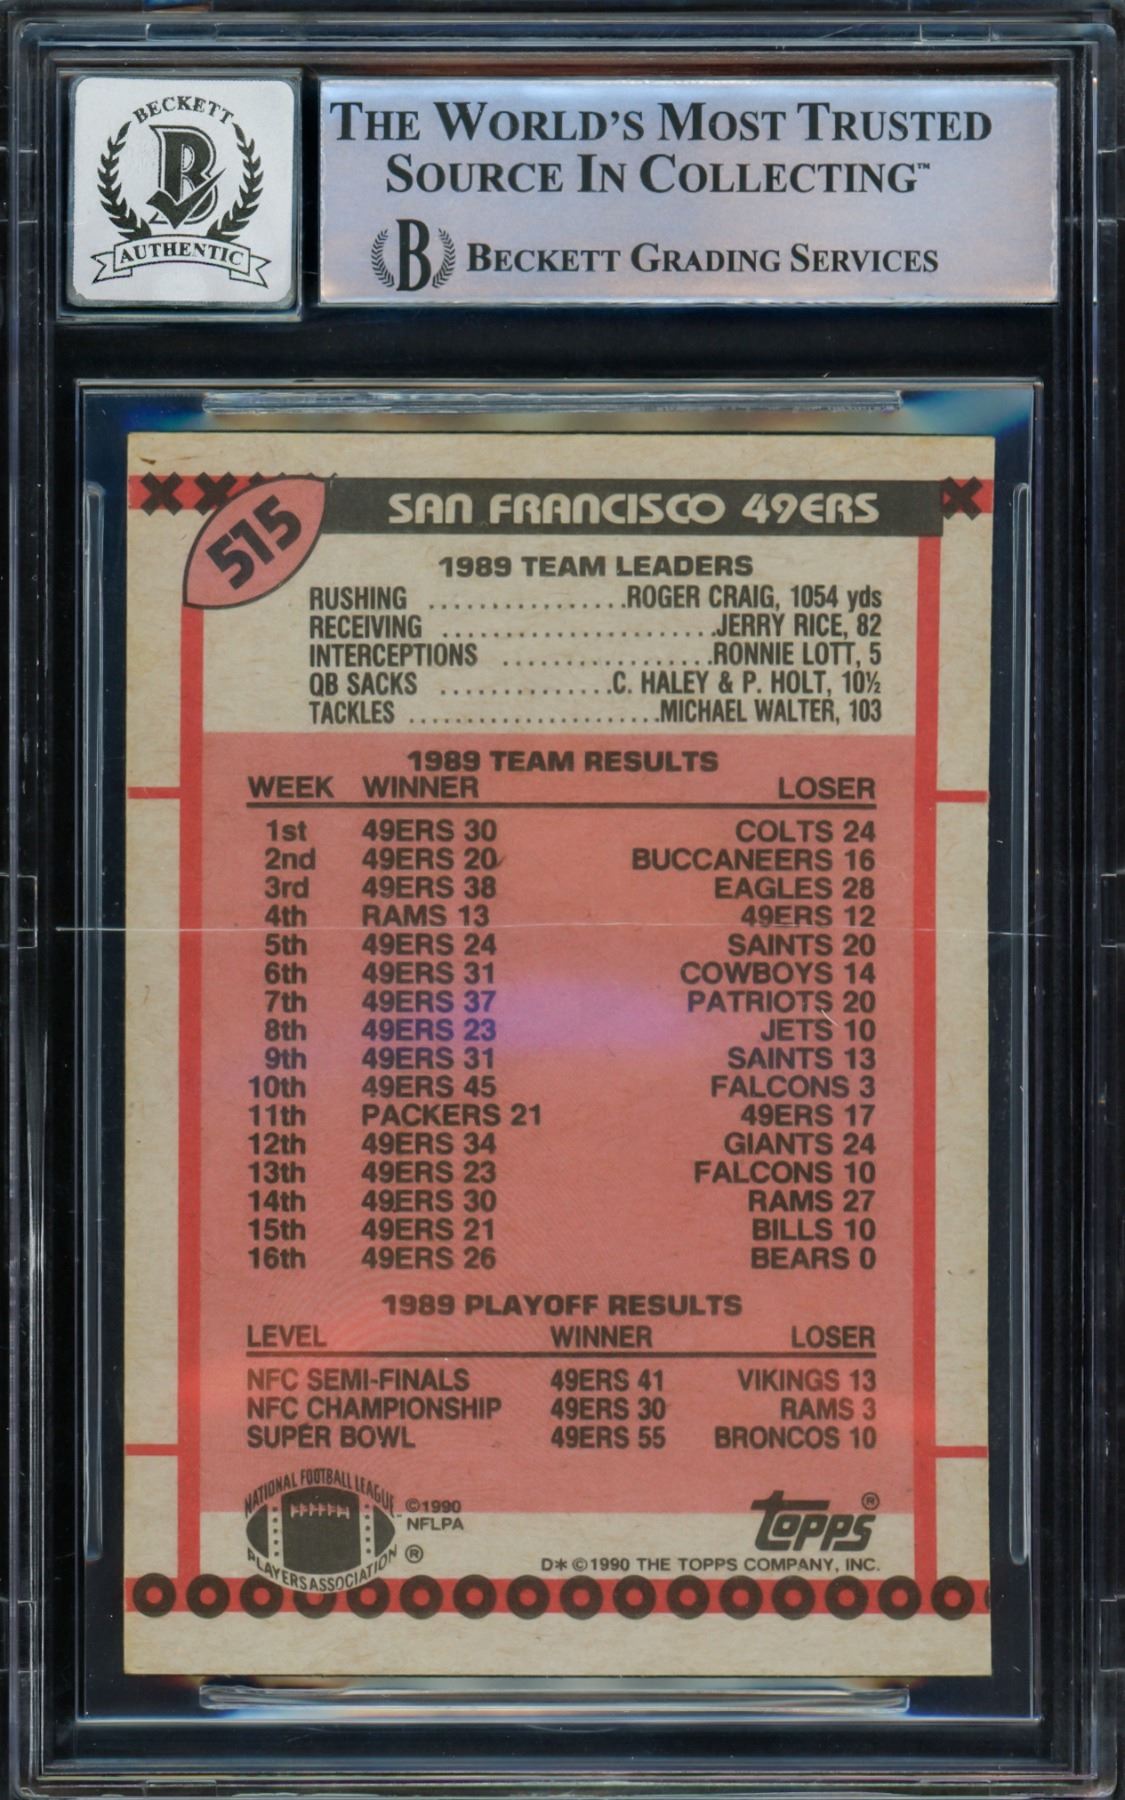 BECKETT
B
AUTHENTIC
THE WORLD'S MOST TRUSTED
SOURCE IN COLLECTING™
B BECKETT GRADING SERVICES
515
SAN FRANCISCO 49ERS
1989 TEAM LEADERS
RUSHING ................ROGER CRAIG, 1054 yds
RECEIVING .......................JERRY RICE, 82
INTERCEPTIONS ..................RONNIE LOTT, 5
QB SACKS ..............C. HALEY & P. HOLT, 10½
TACKLES ......................MICHAEL WALTER, 103
1989 TEAM RESULTS
WEEK WINNER LOSER
1st 49ERS 30 COLTS 24
2nd 49ERS 20 BUCCANEERS 16
3rd 49ERS 38 EAGLES 28
4th RAMS 13 49ERS 12
5th 49ERS 24 SAINTS 20
6th 49ERS 31 COWBOYS 14
7th 49ERS 37 PATRIOTS 20
8th 49ERS 23 JETS 10
9th 49ERS 31 SAINTS 13
10th 49ERS 45 FALCONS 3
11th PACKERS 21 49ERS 17
12th 49ERS 34 GIANTS 24
13th 49ERS 23 FALCONS 10
14th 49ERS 30 RAMS 27
15th 49ERS 21 BILLS 10
16th 49ERS 26 BEARS 0
1989 PLAYOFF RESULTS
LEVEL WINNER LOSER
NFC SEMI-FINALS 49ERS 41 VIKINGS 13
NFC CHAMPIONSHIP 49ERS 30 RAMS 3
SUPER BOWL 49ERS 55 BRONCOS 10
NATIONAL FOOTBALL LEAGUE
PLAYERS ASSOCIATION ®
©1990
NFLPA
topps®
D* © 1990 THE TOPPS COMPANY, INC.